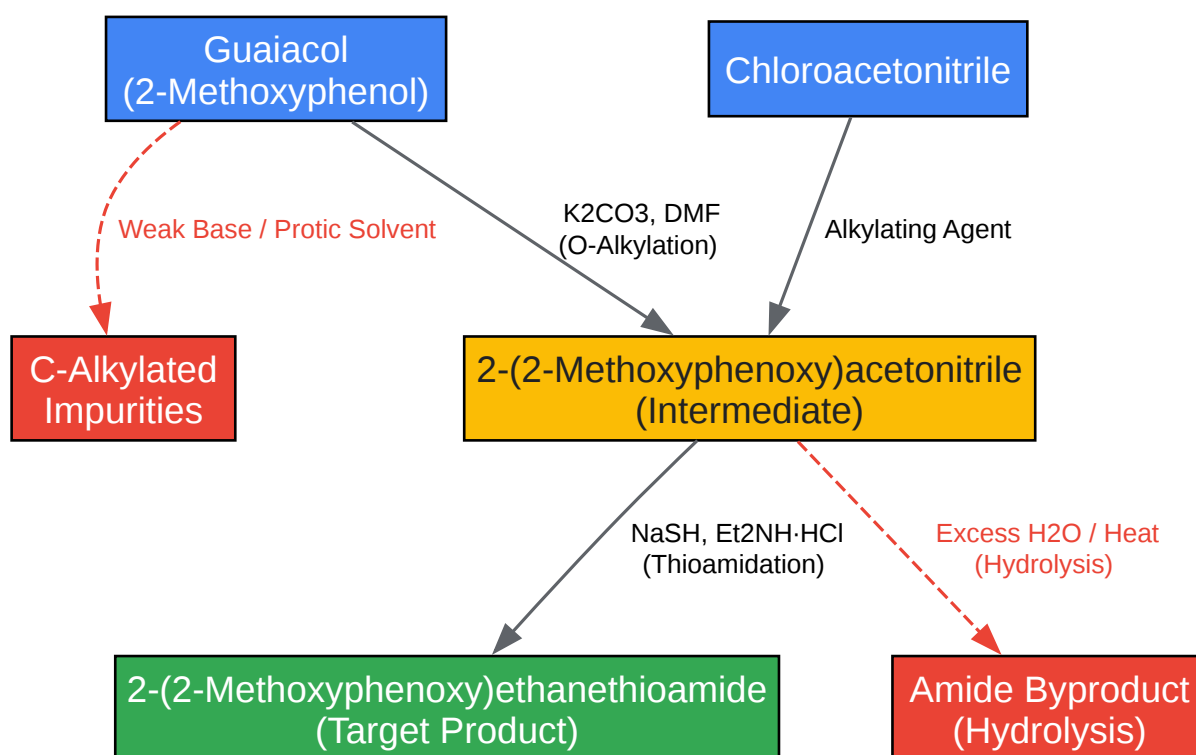 Guaiacol
(2-Methoxyphenol)
Chloroacetonitrile
Weak Base / Protic Solvent
K2CO3, DMF
(O-Alkylation)
Alkylating Agent
C-Alkylated
Impurities
2-(2-Methoxyphenoxy)acetonitrile
(Intermediate)
NaSH, Et2NH·HCl
(Thioamidation)
Excess H2O / Heat
(Hydrolysis)
2-(2-Methoxyphenoxy)ethanethioamide
(Target Product)
Amide Byproduct
(Hydrolysis)